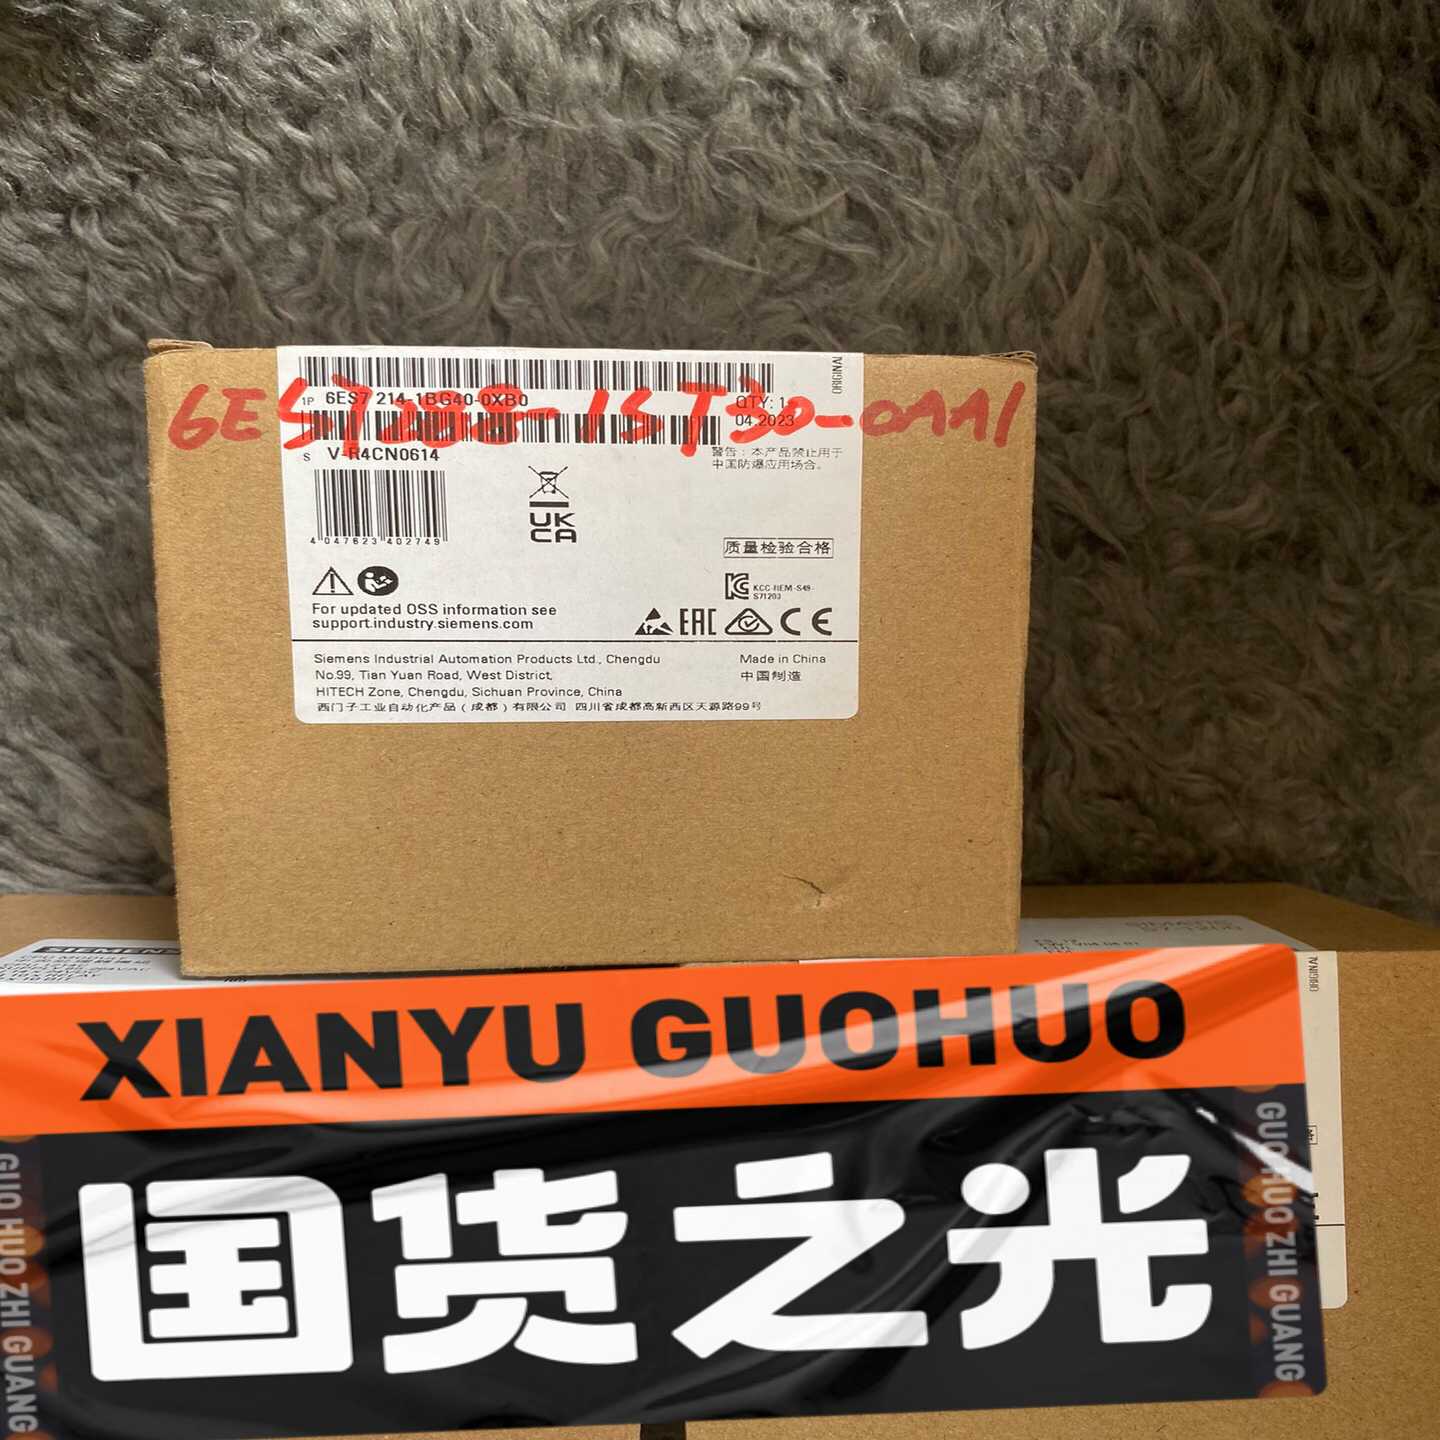 1P 6ES7 214-1BG40-0XB0
QTY: 1
04.2023
6ES7288-1ST30-0AA1
S V-R4CN0614
警告：本产品禁止用于
中国防爆应用场合。
4 047623 402749
UK
CA
质量检验合格
KCC-REM-S49-
S71203
For updated OSS information see
support.industry.siemens.com
EAC
CE
Siemens Industrial Automation Products Ltd., Chengdu
No.99, Tian Yuan Road, West District,
HITECH Zone, Chengdu, Sichuan Province, China
西门子工业自动化产品（成都）有限公司 四川省成都高新西区天源路99号
Made in China
中国制造
ORIGINAL
SIEMENS
SIMATIC
S7-1200
ORIGINAL
XIANYU GUOHUO
国货之光
GUO HUO ZHI GUANG
GUOHUO ZHI GUANG